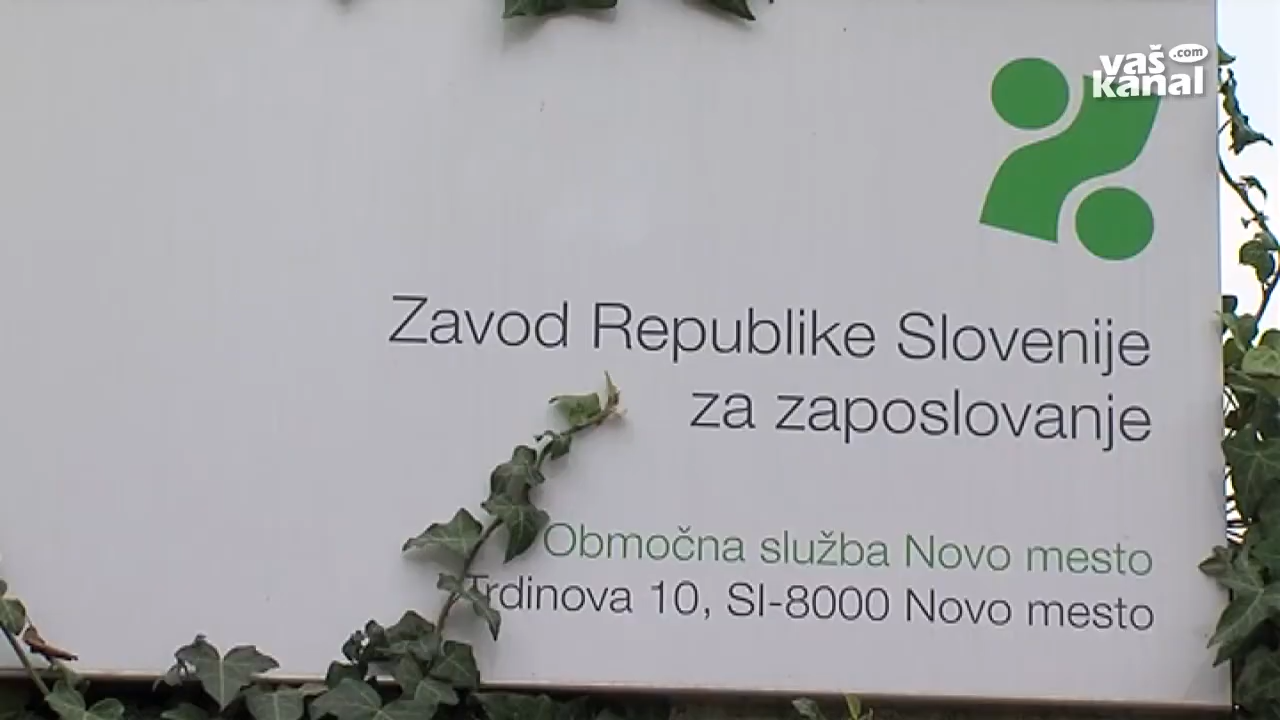 vaš .com
kanal
Zavod Republike Slovenije
za zaposlovanje
Območna služba Novo mesto
Trdinova 10, SI-8000 Novo mesto